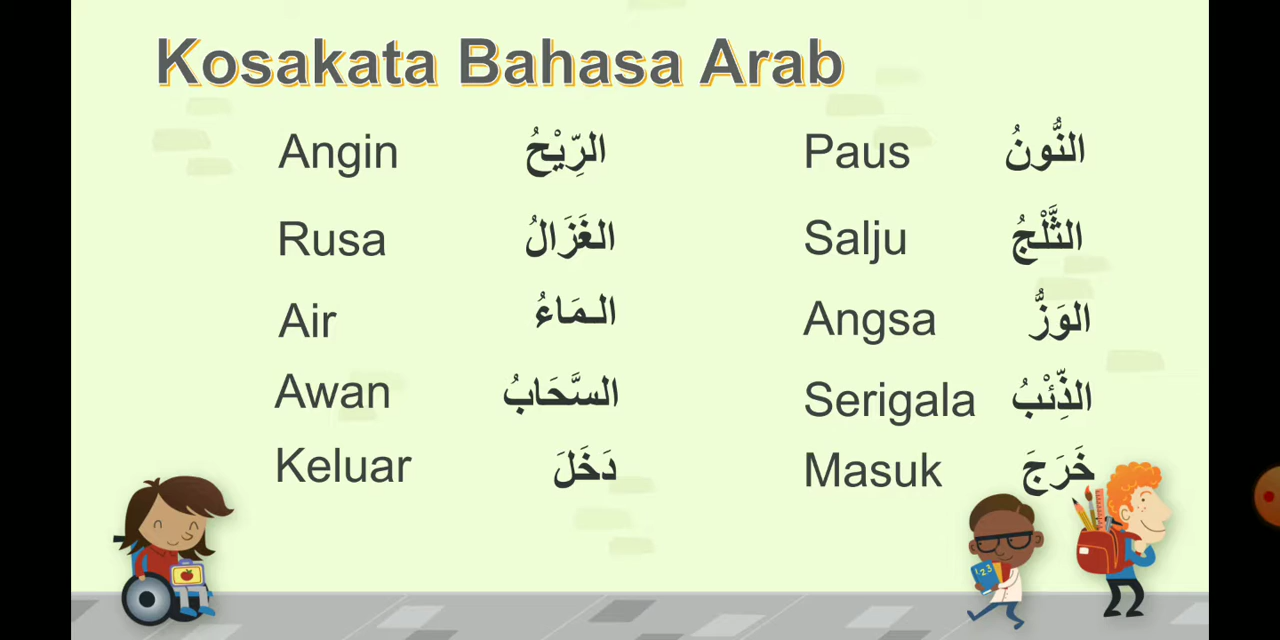 Kosakata Bahasa Arab
Angin الرِّيْحُ
Rusa الغَزَالُ
Air الـمَاءُ
Awan السَّحَابُ
Keluar دَخَلَ
Paus النُّونُ
Salju الثَّلْجُ
Angsa الوَزُّ
Serigala الذِّئْبُ
Masuk خَرَجَ
123